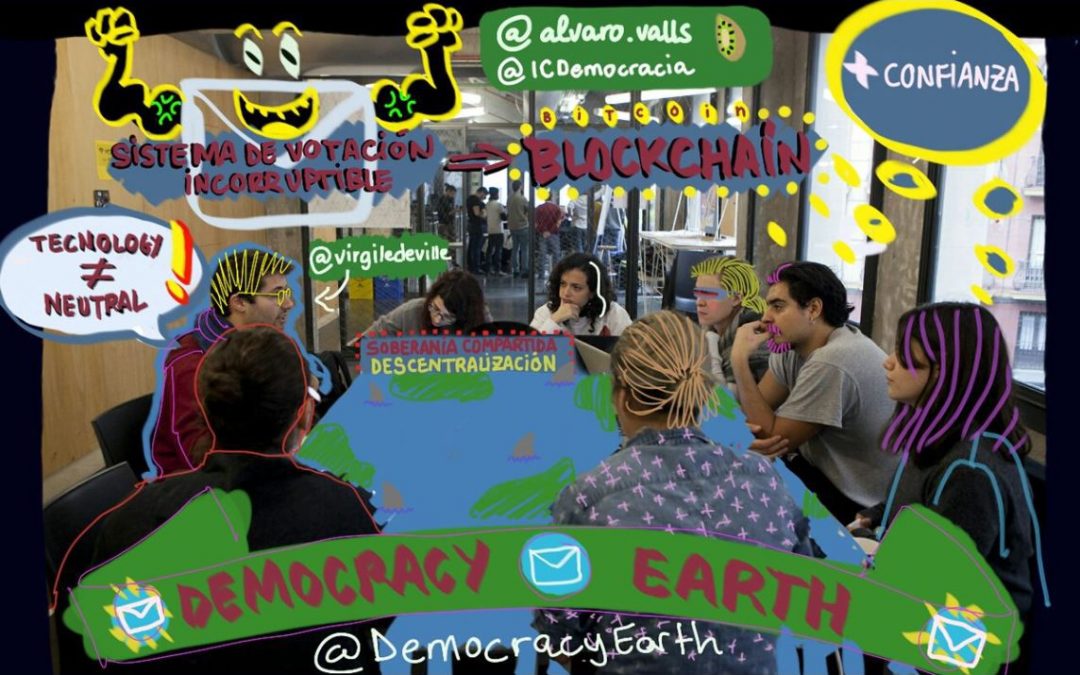 @alvaro.valls
@ICDemocracia
+ CONFIANZA
SISTEMA DE VOTACIÓN
INCORRUPTIBLE
⇒
BITCOIN
BLOCKCHAIN
TECNOLOGY
≠
NEUTRAL
!
@virgiledeville
SOBERANÍA COMPARTIDA
DESCENTRALIZACIÓN
DEMOCRACY EARTH
@DemocracyEarth